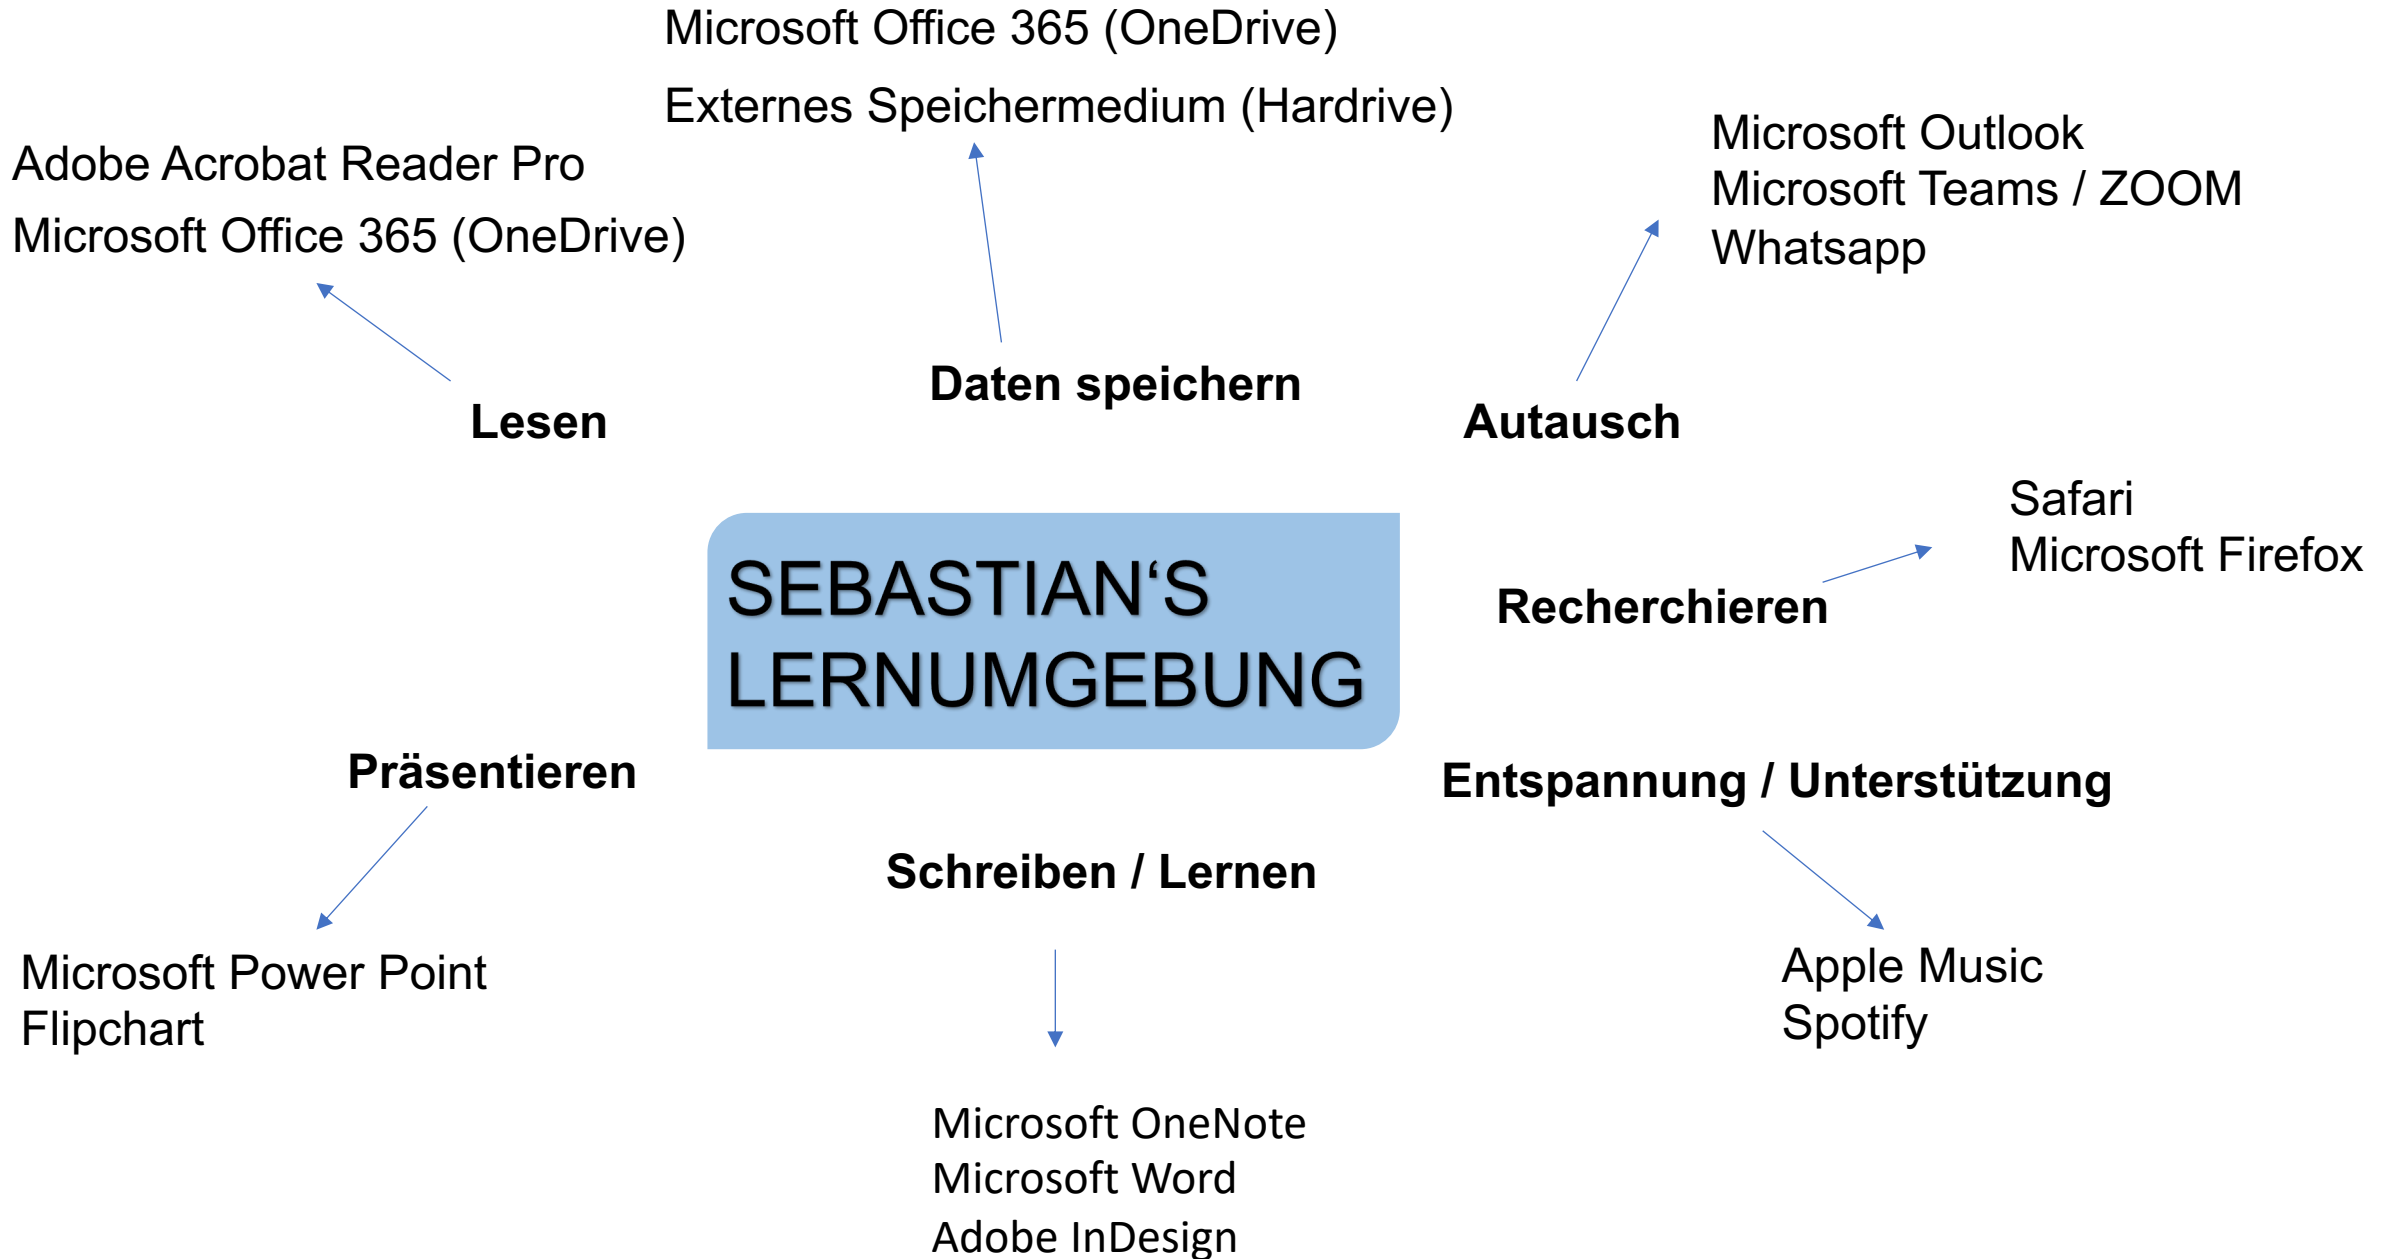 Microsoft Office 365 (OneDrive)
Externes Speichermedium (Hardrive)
Adobe Acrobat Reader Pro
Microsoft Office 365 (OneDrive)
Microsoft Outlook
Microsoft Teams / ZOOM
Whatsapp
Lesen
Daten speichern
Autausch
Safari
Microsoft Firefox
Recherchieren
SEBASTIAN‘S
LERNUMGEBUNG
Präsentieren
Entspannung / Unterstützung
Schreiben / Lernen
Microsoft Power Point
Flipchart
Apple Music
Spotify
Microsoft OneNote
Microsoft Word
Adobe InDesign